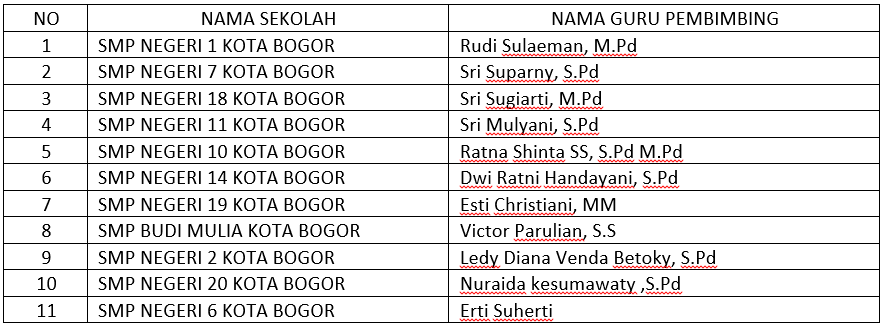 NO NAMA SEKOLAH NAMA GURU PEMBIMBING
1 SMP NEGERI 1 KOTA BOGOR Rudi Sulaeman, M.Pd
2 SMP NEGERI 7 KOTA BOGOR Sri Suparny, S.Pd
3 SMP NEGERI 18 KOTA BOGOR Sri Sugiarti, M.Pd
4 SMP NEGERI 11 KOTA BOGOR Sri Mulyani, S.Pd
5 SMP NEGERI 10 KOTA BOGOR Ratna Shinta SS, S.Pd M.Pd
6 SMP NEGERI 14 KOTA BOGOR Dwi Ratni Handayani, S.Pd
7 SMP NEGERI 19 KOTA BOGOR Esti Christiani, MM
8 SMP BUDI MULIA KOTA BOGOR Victor Parulian, S.S
9 SMP NEGERI 2 KOTA BOGOR Ledy Diana Venda Betoky, S.Pd
10 SMP NEGERI 20 KOTA BOGOR Nuraida kesumawaty ,S.Pd
11 SMP NEGERI 6 KOTA BOGOR Erti Suherti